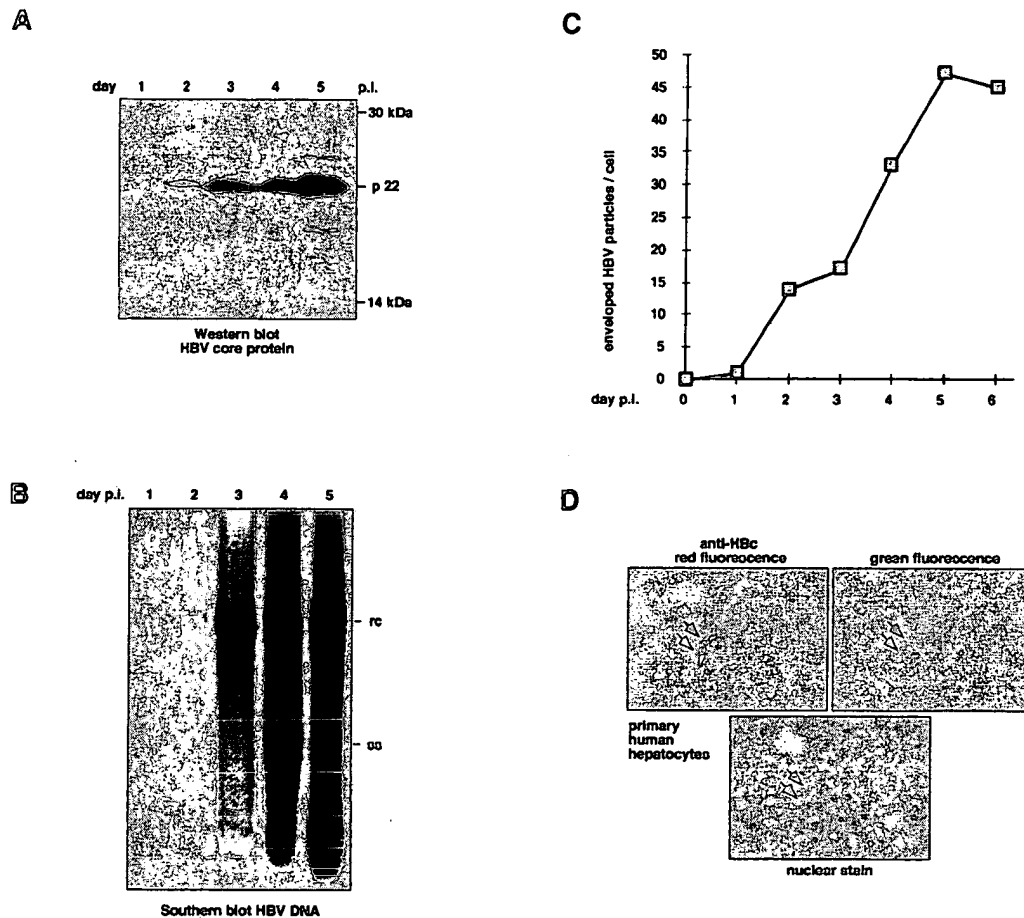 A
day 1 2 3 4 5 p.i.
30 kDa
p 22
14 kDa
Western blot
HBV core protein
B
day p.i. 1 2 3 4 5
rc
ss
Southern blot HBV DNA
C
enveloped HBV particles / cell
50
45
40
35
30
25
20
15
10
5
0
day p.i. 0 1 2 3 4 5 6
D
anti-HBc
red fluorescence
green fluorescence
primary
human
hepatocytes
nuclear stain